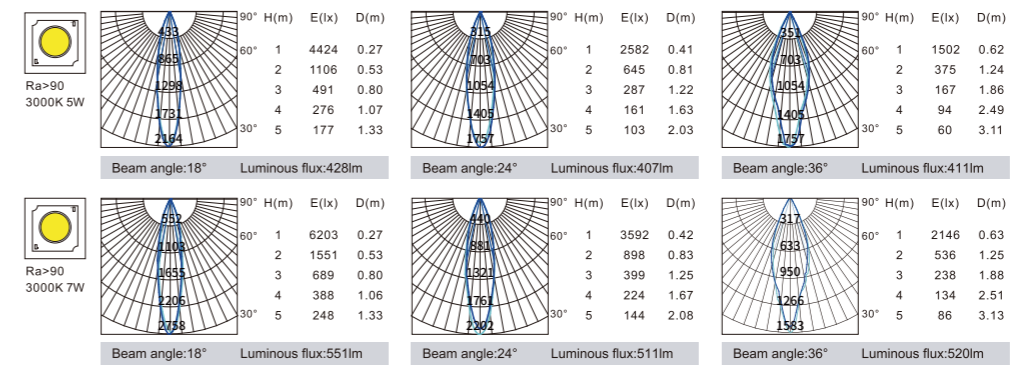 Ra>90
3000K 5W
433
865
1298
1731
2164
90°
60°
30°
H(m) E(lx) D(m)
1 4424 0.27
2 1106 0.53
3 491 0.80
4 276 1.07
5 177 1.33
Beam angle:18° Luminous flux:428lm
315
703
1054
1405
1757
90°
60°
30°
H(m) E(lx) D(m)
1 2582 0.41
2 645 0.81
3 287 1.22
4 161 1.63
5 103 2.03
Beam angle:24° Luminous flux:407lm
351
703
1054
1405
1757
90°
60°
30°
H(m) E(lx) D(m)
1 1502 0.62
2 375 1.24
3 167 1.86
4 94 2.49
5 60 3.11
Beam angle:36° Luminous flux:411lm
Ra>90
3000K 7W
552
1103
1655
2206
2758
90°
60°
30°
H(m) E(lx) D(m)
1 6203 0.27
2 1551 0.53
3 689 0.80
4 388 1.06
5 248 1.33
Beam angle:18° Luminous flux:551lm
440
881
1321
1761
2202
90°
60°
30°
H(m) E(lx) D(m)
1 3592 0.42
2 898 0.83
3 399 1.25
4 224 1.67
5 144 2.08
Beam angle:24° Luminous flux:511lm
317
633
950
1266
1583
90°
60°
30°
H(m) E(lx) D(m)
1 2146 0.63
2 536 1.25
3 238 1.88
4 134 2.51
5 86 3.13
Beam angle:36° Luminous flux:520lm